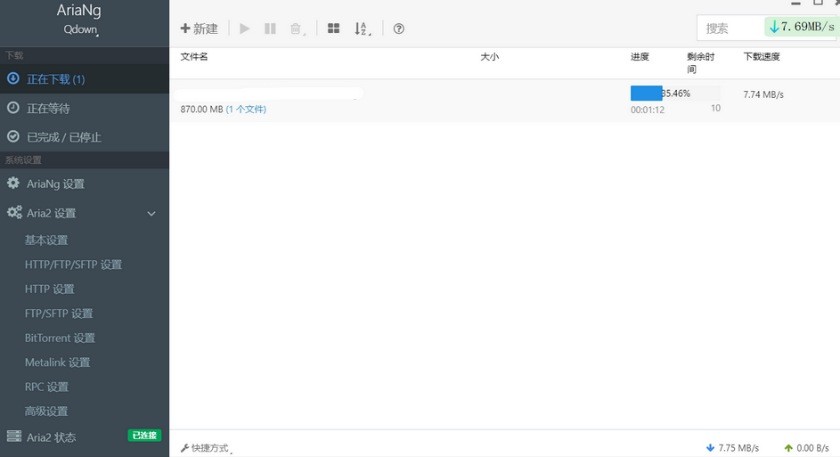 AriaNg
Qdown
下载
正在下载 (1)
正在等待
已完成 / 已停止
系统设置
AriaNg 设置
Aria2 设置
基本设置
HTTP/FTP/SFTP 设置
HTTP 设置
FTP/SFTP 设置
BitTorrent 设置
Metalink 设置
RPC 设置
高级设置
Aria2 状态 已连接
新建
搜索
7.69MB/s
文件名 大小 进度 剩余时间 下载速度
870.00 MB (1 个文件)
35.46%
00:01:12 10
7.74 MB/s
快捷方式
7.75 MB/s 0.00 B/s